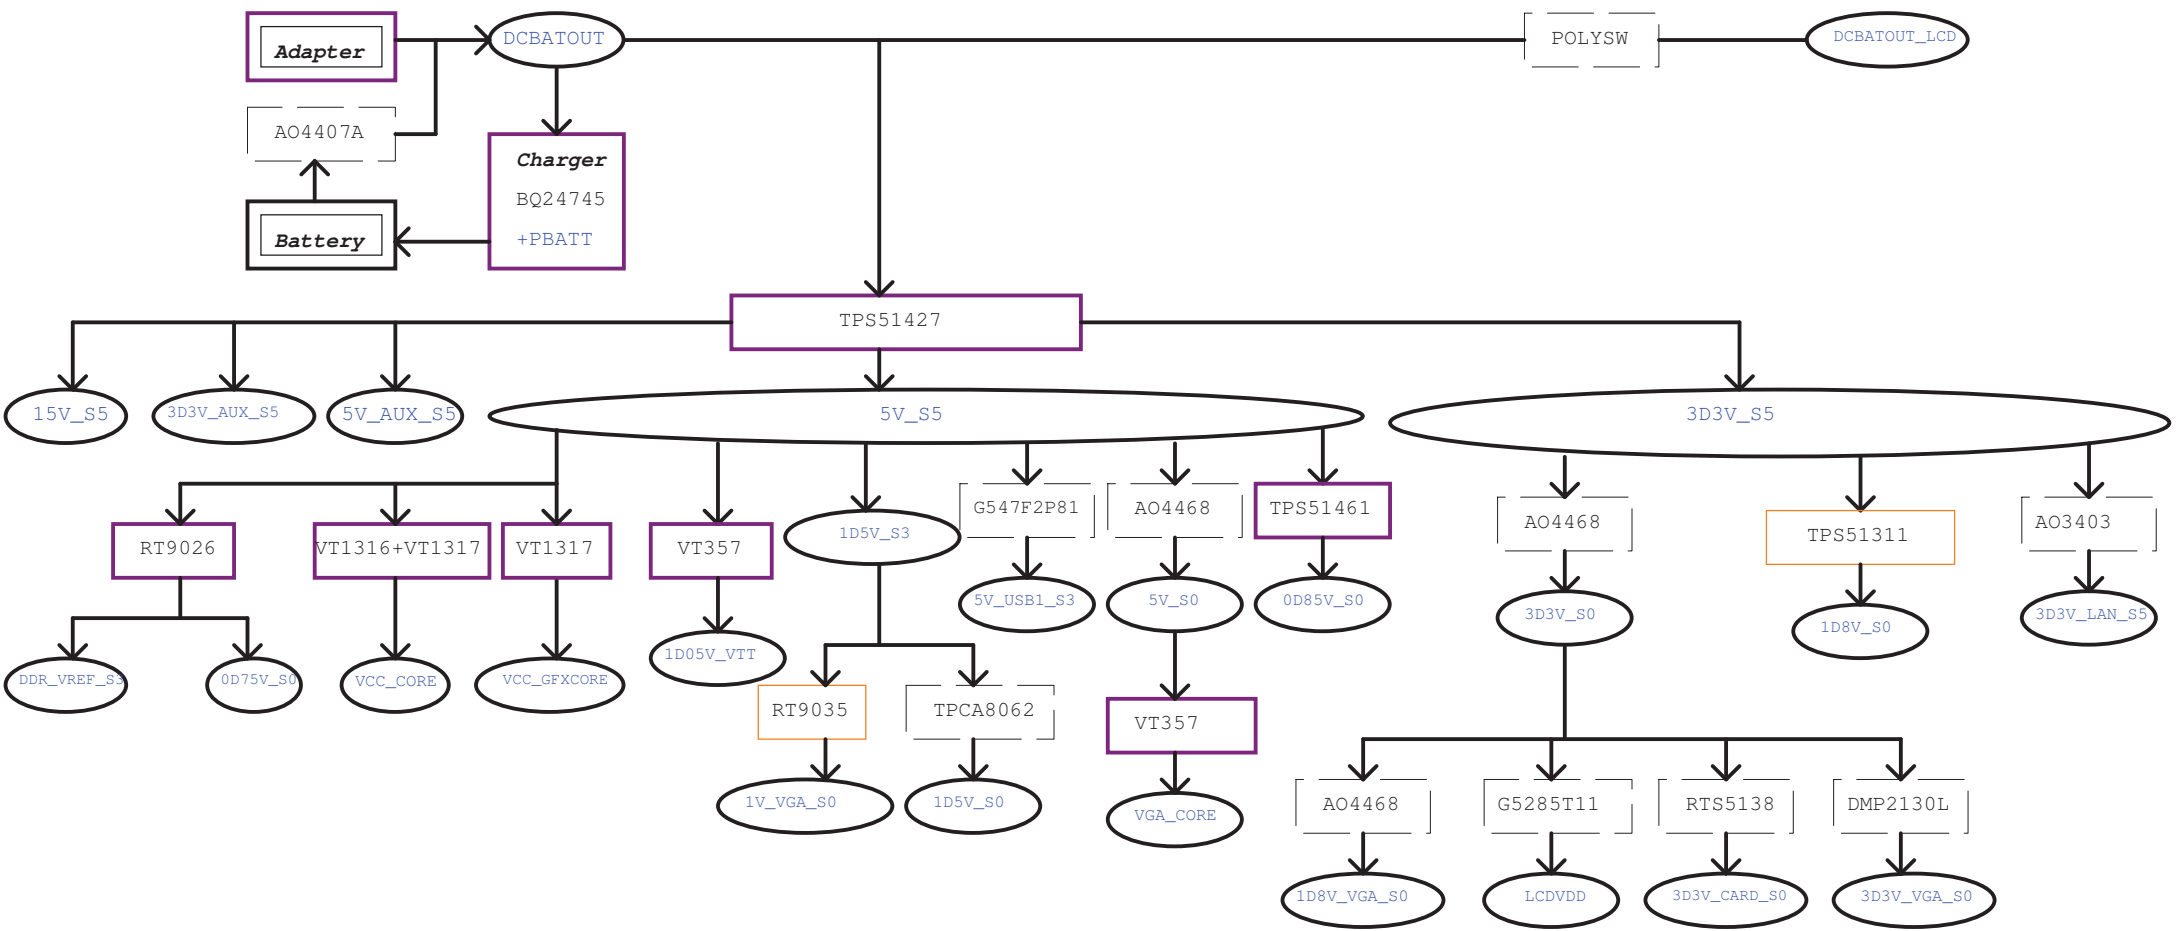 Adapter
DCBATOUT
POLYSW
DCBATOUT_LCD
AO4407A
Charger
BQ24745
+PBATT
Battery
TPS51427
15V_S5
3D3V_AUX_S5
5V_AUX_S5
5V_S5
3D3V_S5
RT9026
VT1316+VT1317
VT1317
VT357
1D5V_S3
G547F2P81
AO4468
TPS51461
AO4468
TPS51311
AO3403
5V_USB1_S3
5V_S0
0D85V_S0
3D3V_S0
1D8V_S0
3D3V_LAN_S5
DDR_VREF_S3
0D75V_S0
VCC_CORE
VCC_GFXCORE
1D05V_VTT
RT9035
TPCA8062
VT357
1V_VGA_S0
1D5V_S0
VGA_CORE
AO4468
G5285T11
RTS5138
DMP2130L
1D8V_VGA_S0
LCDVDD
3D3V_CARD_S0
3D3V_VGA_S0